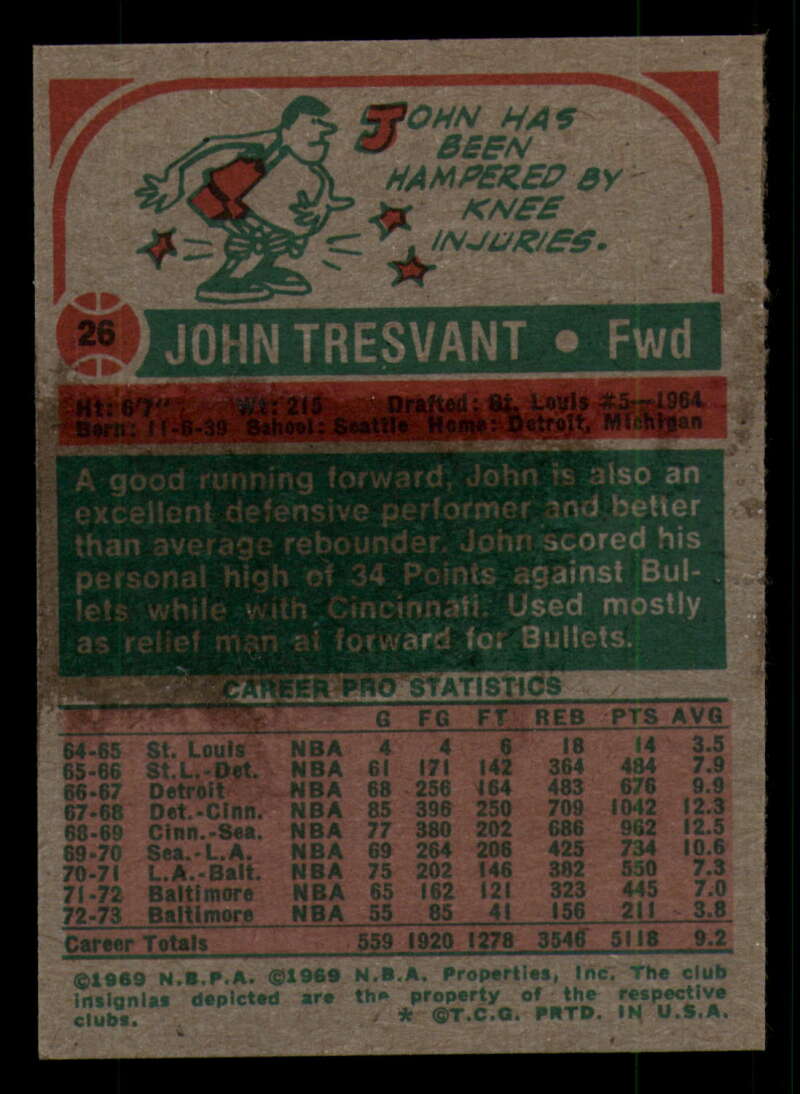 JOHN HAS
BEEN
HAMPERED BY
KNEE
INJURIES.
26 JOHN TRESVANT • Fwd
Ht: 6'7" Wt: 215 Drafted: St. Louis #5—1964
Born: 11-6-39 School: Seattle Home: Detroit, Michigan
A good running forward, John is also an
excellent defensive performer and better
than average rebounder. John scored his
personal high of 34 Points against Bul-
lets while with Cincinnati. Used mostly
as relief man at forward for Bullets.
CAREER PRO STATISTICS
G FG FT REB PTS AVG
64-65 St. Louis NBA 4 4 6 18 14 3.5
65-66 St.L.-Det. NBA 61 171 142 364 484 7.9
66-67 Detroit NBA 68 256 164 483 676 9.9
67-68 Det.-Cinn. NBA 85 396 250 709 1042 12.3
68-69 Cinn.-Sea. NBA 77 380 202 686 962 12.5
69-70 Sea.-L.A. NBA 69 264 206 425 734 10.6
70-71 L.A.-Balt. NBA 75 202 146 382 550 7.3
71-72 Baltimore NBA 65 162 121 323 445 7.0
72-73 Baltimore NBA 55 85 41 156 211 3.8
Career Totals 559 1920 1278 3546 5118 9.2
©1969 N.B.P.A. ©1969 N.B.A. Properties, Inc. The club
insignias depicted are the property of the respective
clubs. * ©T.C.G. PRTD. IN U.S.A.